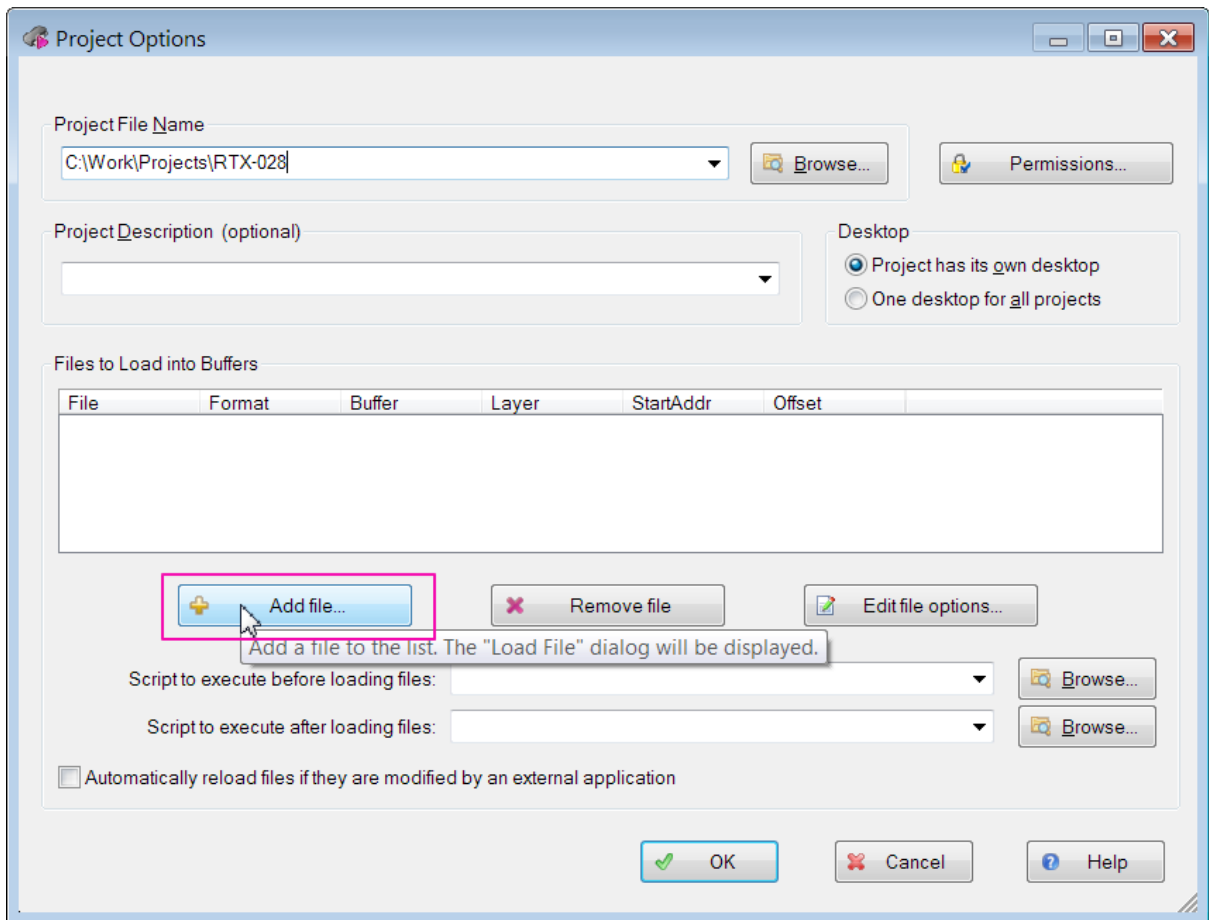 Project Options
Project File Name
C:\Work\Projects\RTX-028
Browse...
Permissions...
Project Description (optional)
Desktop
Project has its own desktop
One desktop for all projects
Files to Load into Buffers
File Format Buffer Layer StartAddr Offset
Add file... Remove file Edit file options...
Add a file to the list. The "Load File" dialog will be displayed.
Script to execute before loading files: Browse...
Script to execute after loading files: Browse...
Automatically reload files if they are modified by an external application
OK Cancel Help